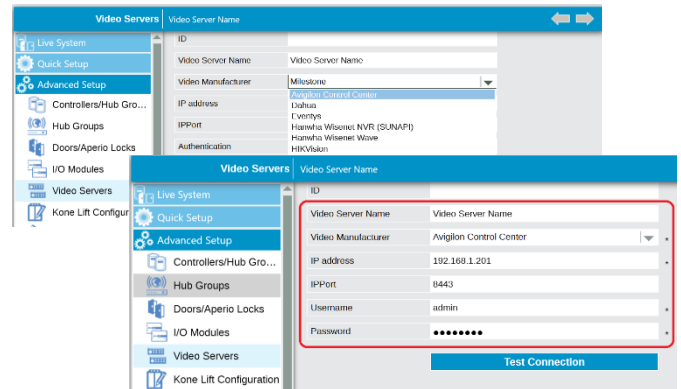 Video Servers Video Server Name
Live System
Quick Setup
Advanced Setup
Controllers/Hub Gro...
Hub Groups
Doors/Aperio Locks
I/O Modules
Video Servers
Kone Lift Configur
ID
Video Server Name Video Server Name
Video Manufacturer Milestone
Avigilon Control Center
Dahua
Eventys
Hanwha Wisenet NVR (SUNAPI)
Hanwha Wisenet Wave
HIKVision
IP address
IPPort
Authentication
Video Servers Video Server Name
Live System
Quick Setup
Advanced Setup
Controllers/Hub Gro...
Hub Groups
Doors/Aperio Locks
I/O Modules
Video Servers
Kone Lift Configuration
ID
Video Server Name Video Server Name
Video Manufacturer Avigilon Control Center *
IP address 192.168.1.201 *
IPPort 8443
Username admin *
Password ●●●●●●●● *
Test Connection